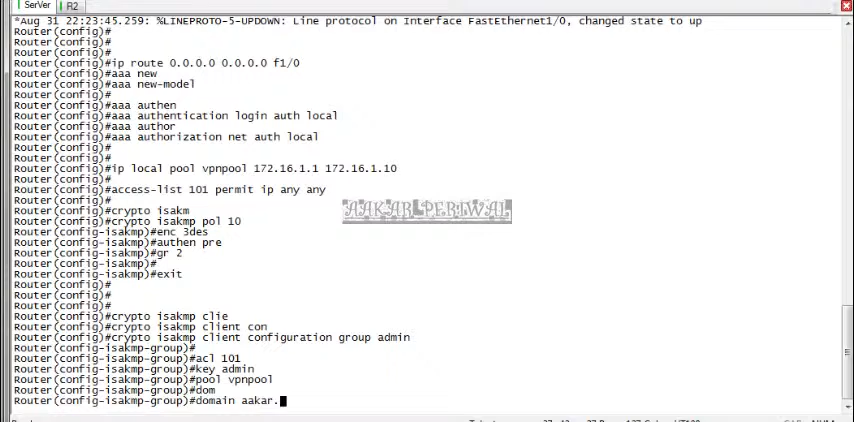 SerVer
R2
*Aug 31 22:23:45.259: %LINEPROTO-5-UPDOWN: Line protocol on Interface FastEthernet1/0, changed state to up
Router(config)#
Router(config)#
Router(config)#
Router(config)#ip route 0.0.0.0 0.0.0.0 f1/0
Router(config)#aaa new
Router(config)#aaa new-model
Router(config)#
Router(config)#aaa authen
Router(config)#aaa authentication login auth local
Router(config)#aaa author
Router(config)#aaa authorization net auth local
Router(config)#
Router(config)#
Router(config)#ip local pool vpnpool 172.16.1.1 172.16.1.10
Router(config)#
Router(config)#access-list 101 permit ip any any
Router(config)#
Router(config)#crypto isakm
Router(config)#crypto isakmp pol 10
Router(config-isakmp)#enc 3des
Router(config-isakmp)#authen pre
Router(config-isakmp)#gr 2
Router(config-isakmp)#
Router(config-isakmp)#exit
Router(config)#
Router(config)#
Router(config)#
Router(config)#crypto isakmp clie
Router(config)#crypto isakmp client con
Router(config)#crypto isakmp client configuration group admin
Router(config-isakmp-group)#
Router(config-isakmp-group)#acl 101
Router(config-isakmp-group)#key admin
Router(config-isakmp-group)#pool vpnpool
Router(config-isakmp-group)#dom
Router(config-isakmp-group)#domain aakar.
AAKAR PERIWAL